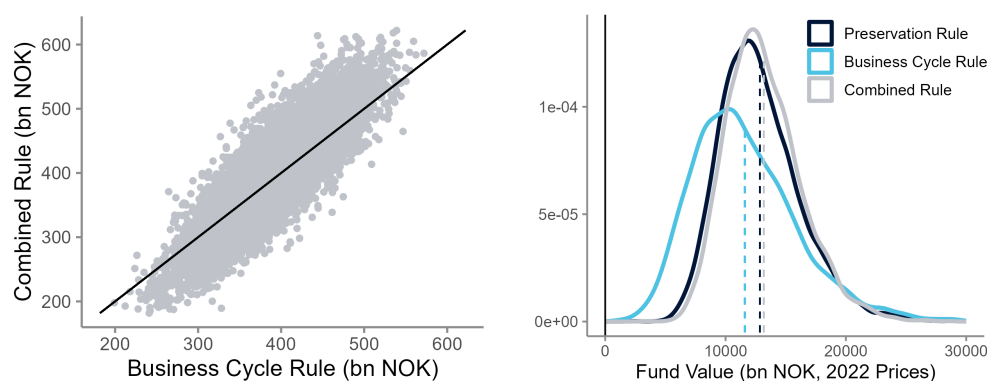 600
500
400
300
200
Combined Rule (bn NOK)
200 300 400 500 600
Business Cycle Rule (bn NOK)
Preservation Rule
Business Cycle Rule
Combined Rule
1e-04
5e-05
0e+00
0 10000 20000 30000
Fund Value (bn NOK, 2022 Prices)